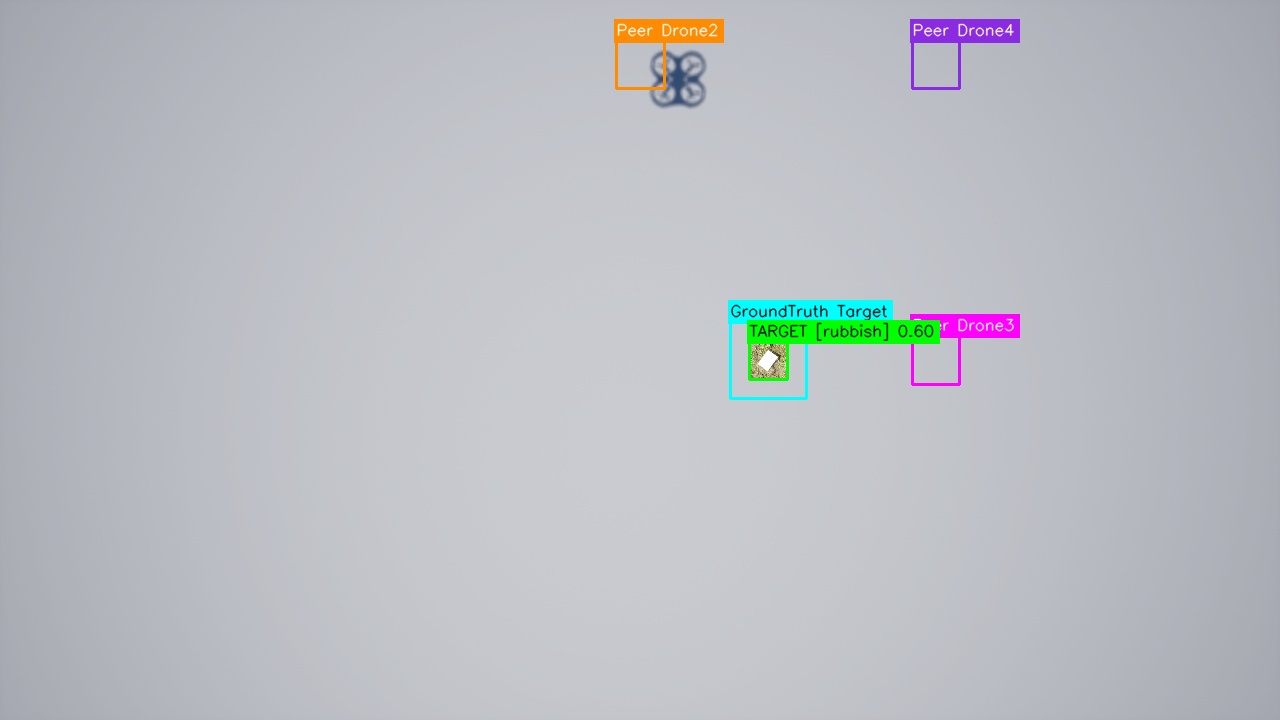 Peer Drone2
Peer Drone4
GroundTruth Target
TARGET [rubbish] 0.60
Drone3